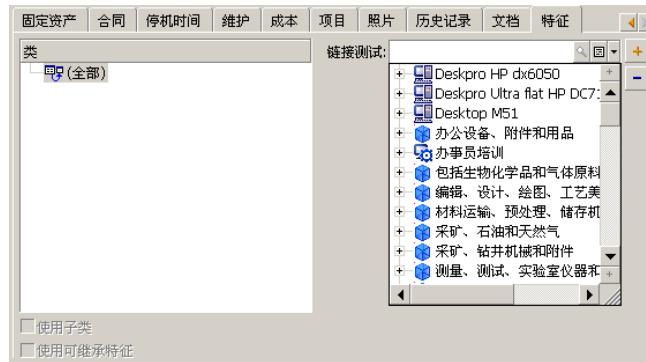 固定资产 合同 停机时间 维护 成本 项目 照片 历史记录 文档 特征
类
(全部)
链接测试:
Deskpro HP dx6050
Deskpro Ultra flat HP DC7
Desktop M51
办公设备、附件和用品
办事员培训
包括生物化学品和气体原料
编辑、设计、绘图、工艺美
材料运输、预处理、储存机
采矿、石油和天然气
采矿、钻井机械和附件
测量、测试、实验室仪器和
使用子类
使用可继承特征